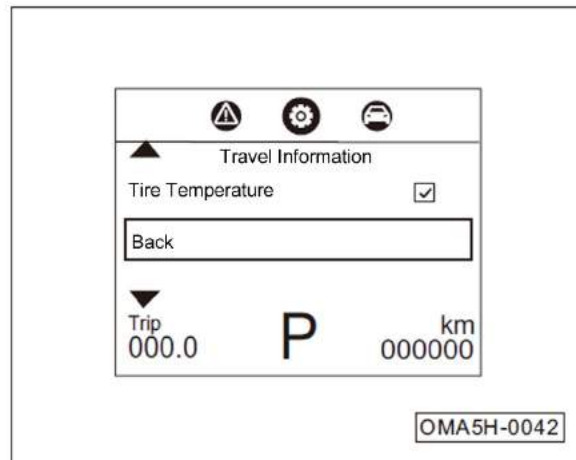 Travel Information
Tire Temperature
Back
Trip
km
000.0
P
000000
OMA5H-0042